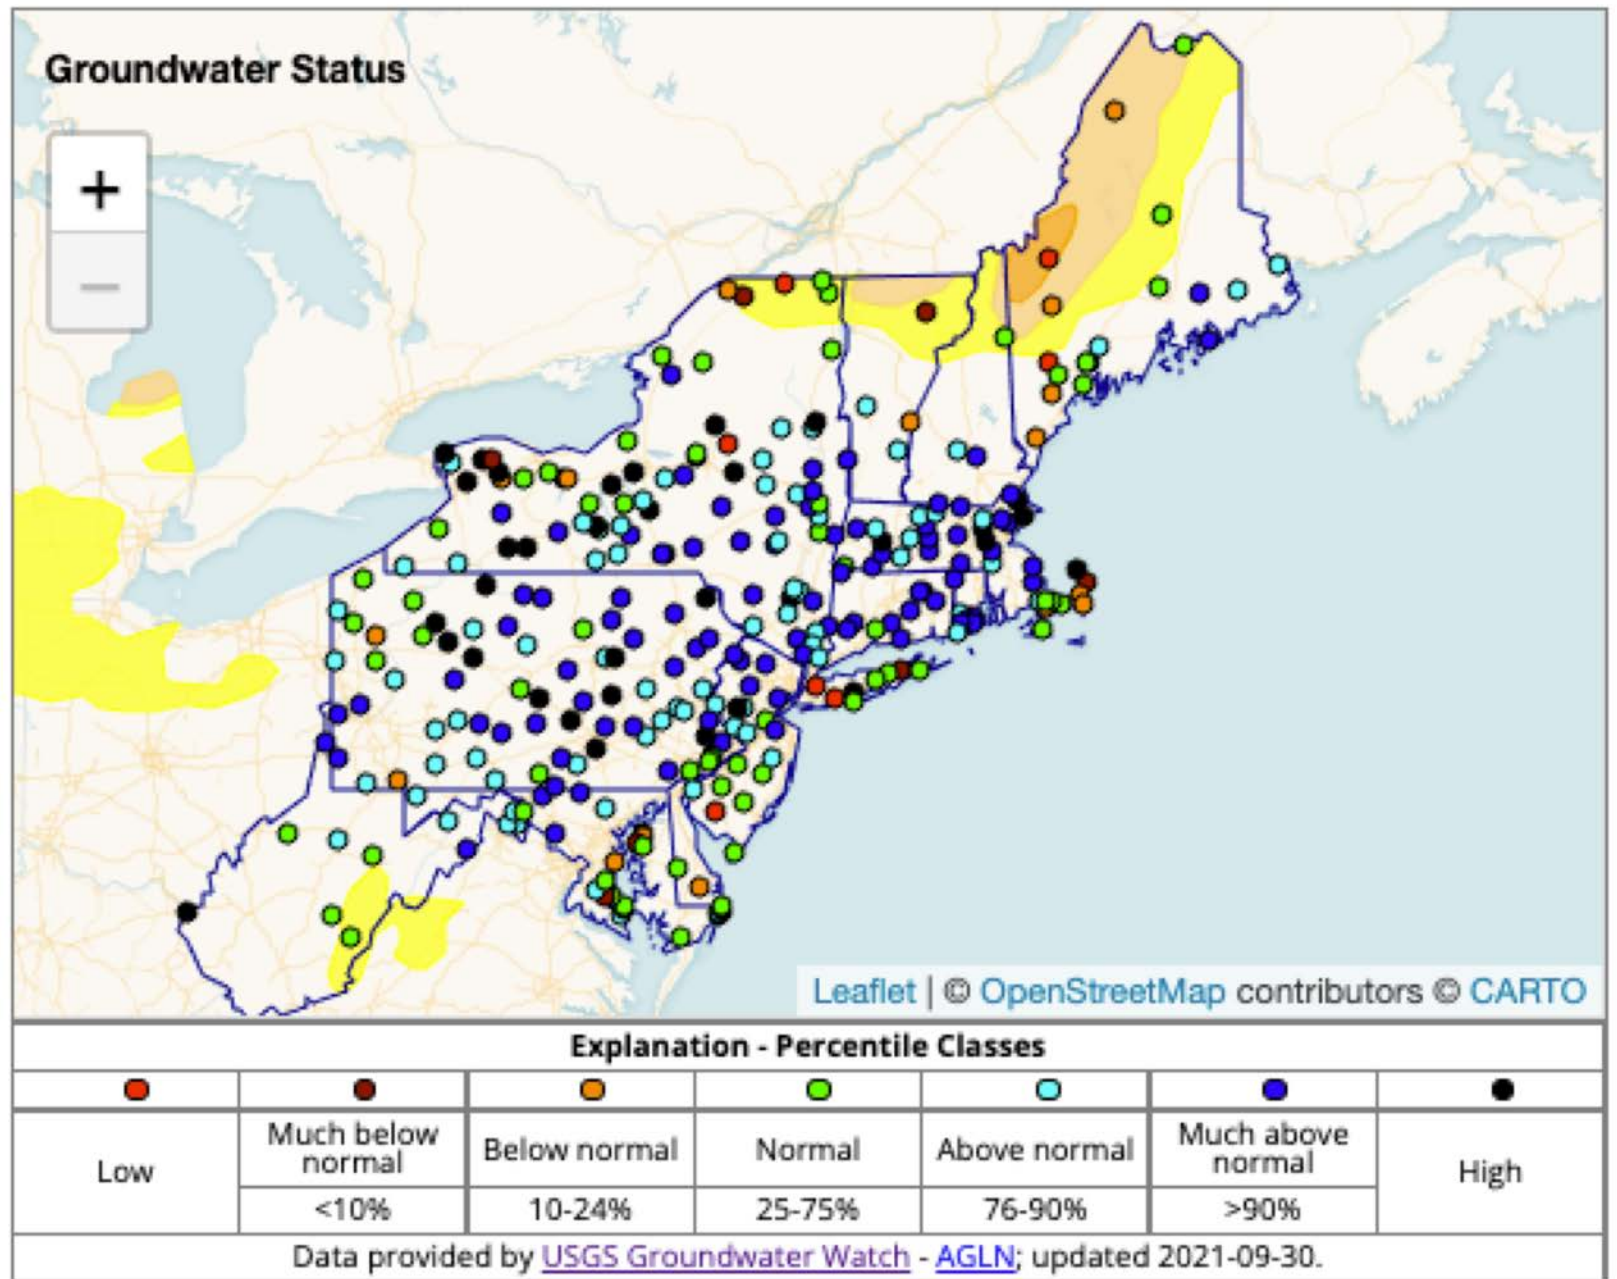 Groundwater Status
+
−
Leaflet | © OpenStreetMap contributors © CARTO
Explanation - Percentile Classes
Low
Much below normal
<10%
Below normal
10-24%
Normal
25-75%
Above normal
76-90%
Much above normal
>90%
High
Data provided by USGS Groundwater Watch - AGLN; updated 2021-09-30.